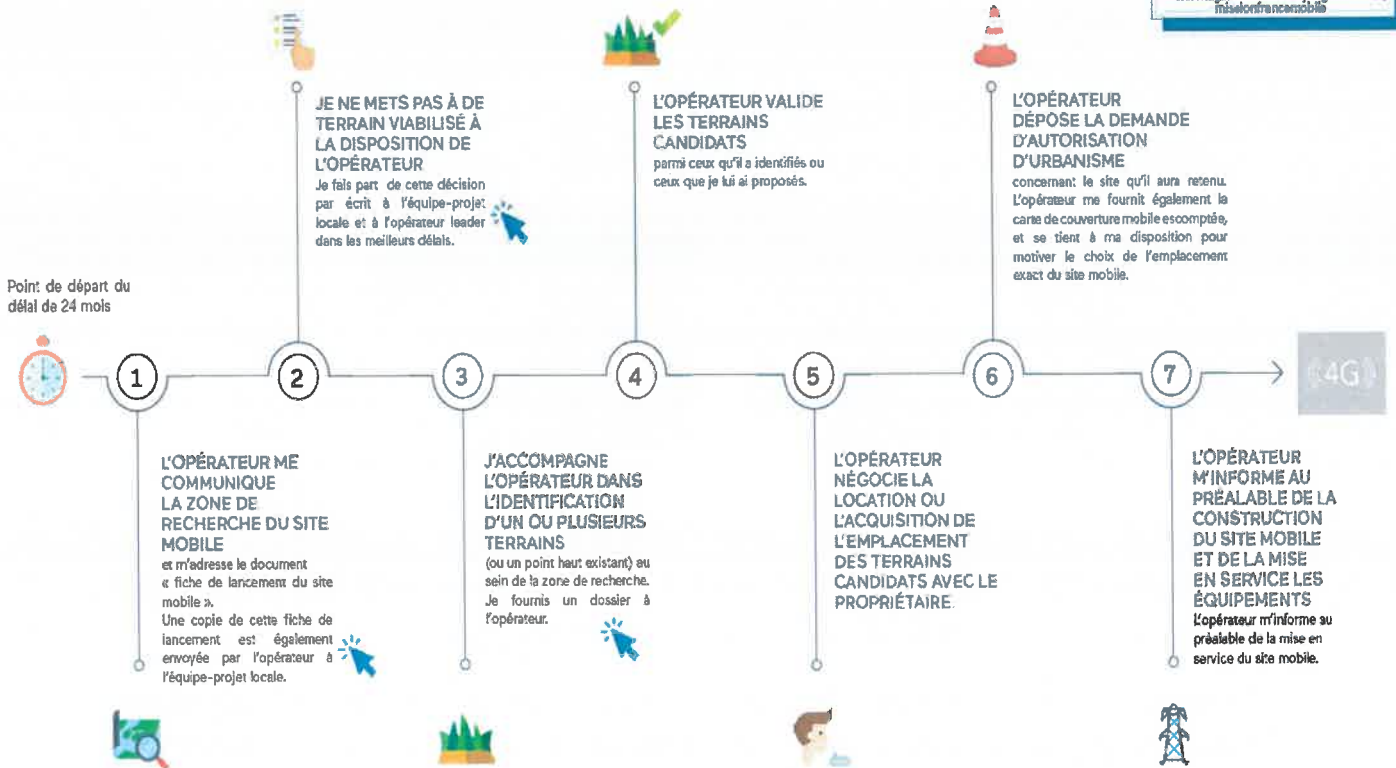 missionfrancemobile
JE NE METS PAS À DE
TERRAIN VIABILISÉ À
LA DISPOSITION DE
L'OPÉRATEUR
Je fais part de cette décision
par écrit à l'équipe-projet
locale et à l'opérateur leader
dans les meilleurs délais.
L'OPÉRATEUR VALIDE
LES TERRAINS
CANDIDATS
parmi ceux qu'il a identifiés ou
ceux que je lui ai proposés.
L'OPÉRATEUR
DÉPOSE LA DEMANDE
D'AUTORISATION
D'URBANISME
concernant le site qu'il aura retenu.
L'opérateur me fournit également la
carte de couverture mobile escomptée,
et se tient à ma disposition pour
motiver le choix de l'emplacement
exact du site mobile.
Point de départ du
délai de 24 mois
1
2
3
4
5
6
7
4G
L'OPÉRATEUR ME
COMMUNIQUE
LA ZONE DE
RECHERCHE DU SITE
MOBILE
et m'adresse le document
« fiche de lancement du site
mobile ».
Une copie de cette fiche de
lancement est également
envoyée par l'opérateur à
l'équipe-projet locale.
J'ACCOMPAGNE
L'OPÉRATEUR DANS
L'IDENTIFICATION
D'UN OU PLUSIEURS
TERRAINS
(ou un point haut existant) au
sein de la zone de recherche.
Je fournis un dossier à
l'opérateur.
L'OPÉRATEUR
NÉGOCIE LA
LOCATION OU
L'ACQUISITION DE
L'EMPLACEMENT
DES TERRAINS
CANDIDATS AVEC LE
PROPRIÉTAIRE.
L'OPÉRATEUR
M'INFORME AU
PRÉALABLE DE LA
CONSTRUCTION
DU SITE MOBILE
ET DE LA MISE
EN SERVICE LES
ÉQUIPEMENTS
L'opérateur m'informe au
préalable de la mise en
service du site mobile.